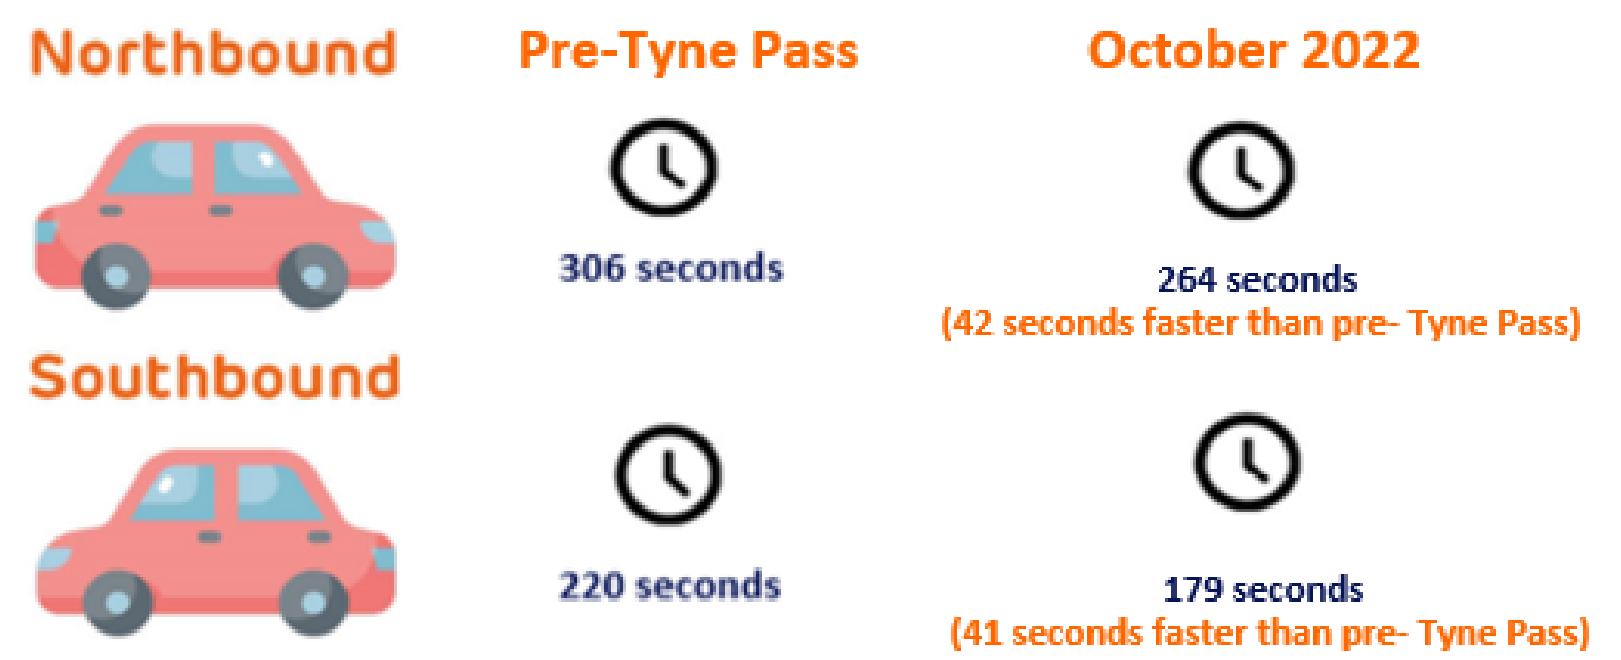 Northbound
Pre-Tyne Pass
October 2022
306 seconds
264 seconds
(42 seconds faster than pre- Tyne Pass)
Southbound
220 seconds
179 seconds
(41 seconds faster than pre- Tyne Pass)